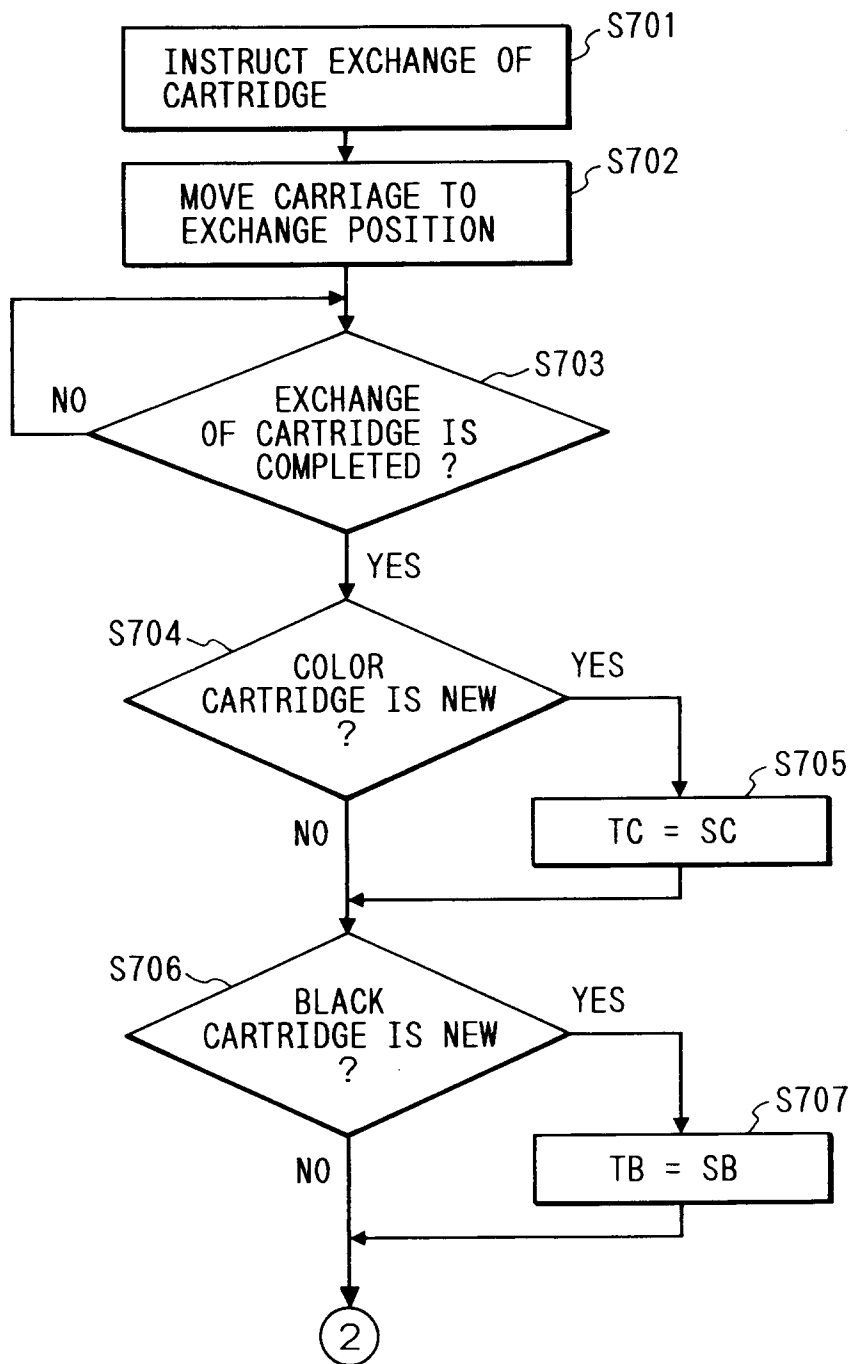 S701
INSTRUCT EXCHANGE OF
CARTRIDGE
S702
MOVE CARRIAGE TO
EXCHANGE POSITION
S703
NO
EXCHANGE
OF CARTRIDGE IS
COMPLETED ?
YES
S704
COLOR
CARTRIDGE IS NEW
?
YES
S705
TC = SC
NO
S706
BLACK
CARTRIDGE IS NEW
?
YES
S707
TB = SB
NO
2